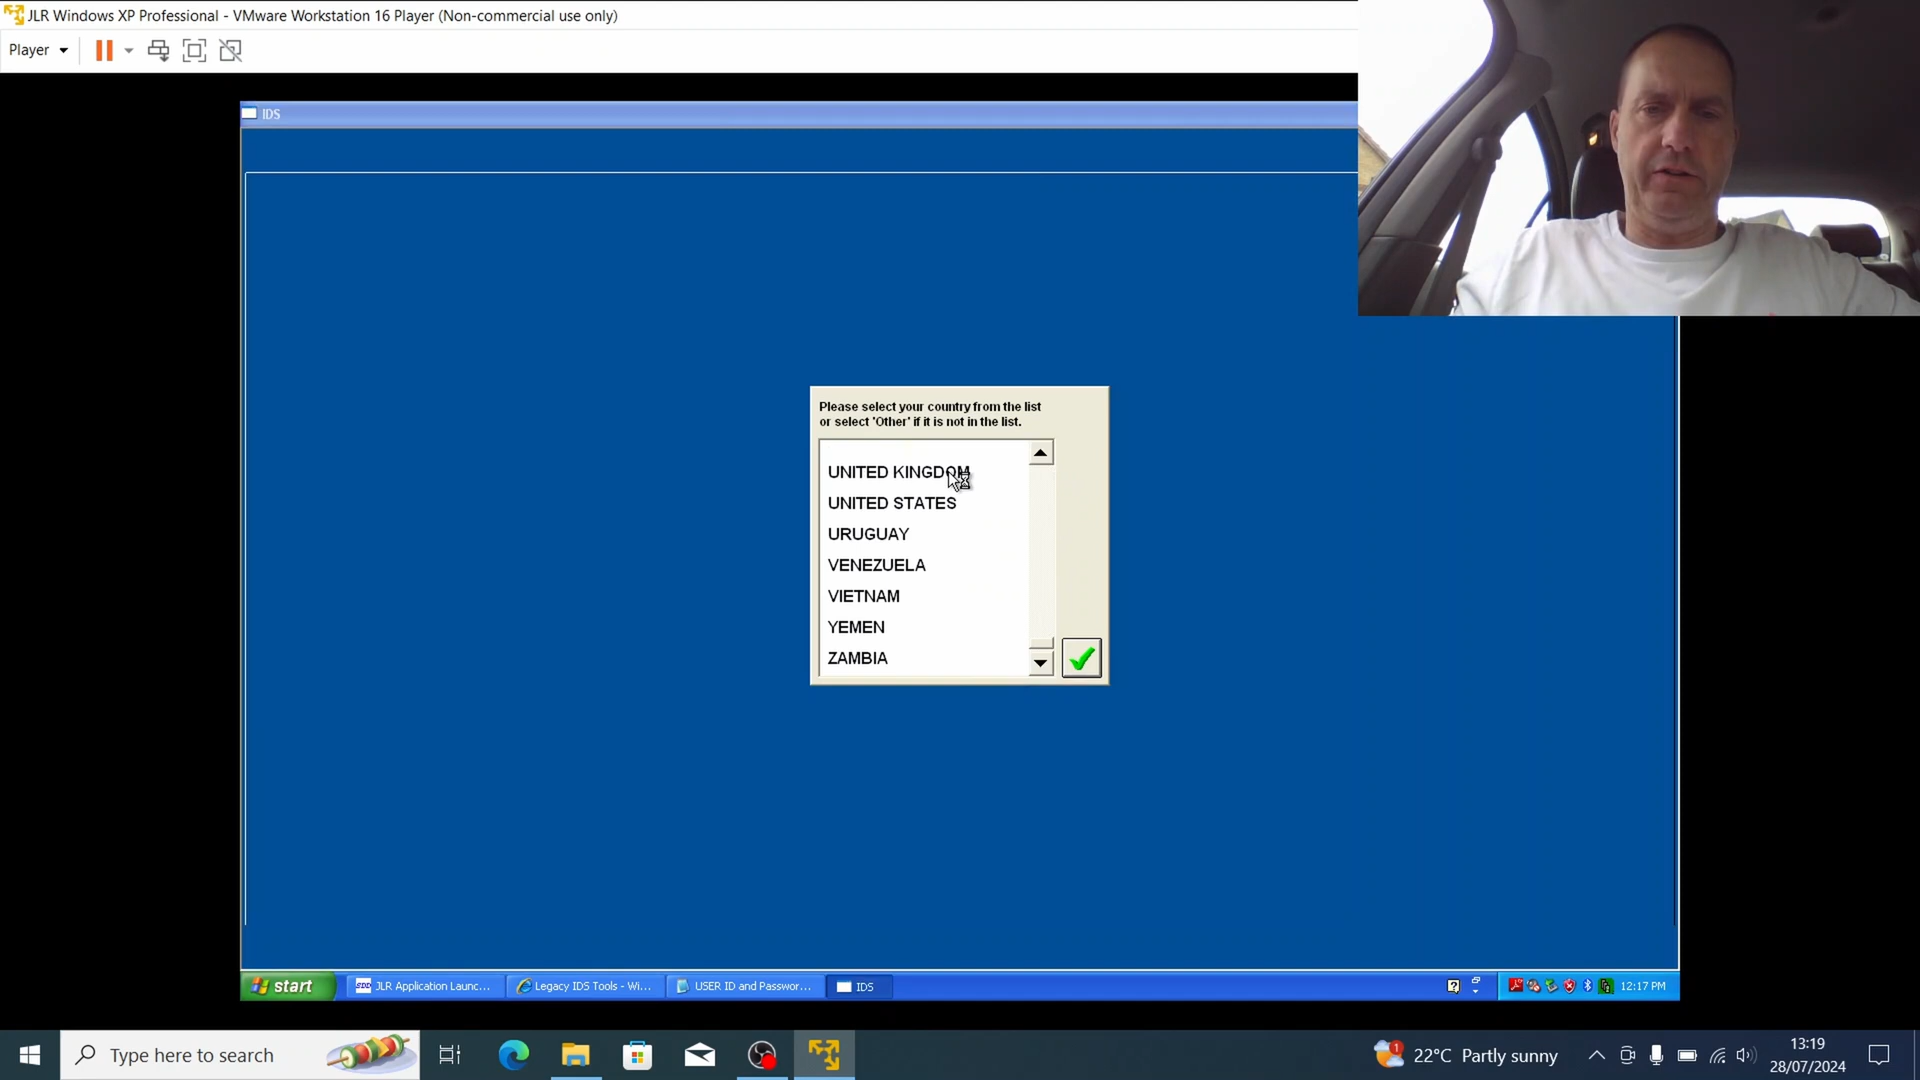 JLR Windows XP Professional - VMware Workstation 16 Player (Non-commercial use only)
Player
IDS
Please select your country from the list
or select 'Other' if it is not in the list.
UNITED KINGDOM
UNITED STATES
URUGUAY
VENEZUELA
VIETNAM
YEMEN
ZAMBIA
start
SDD
JLR Application Launc...
Legacy IDS Tools - Wi...
USER ID and Passwor...
IDS
12:17 PM
Type here to search
1
22°C Partly sunny
13:19
28/07/2024